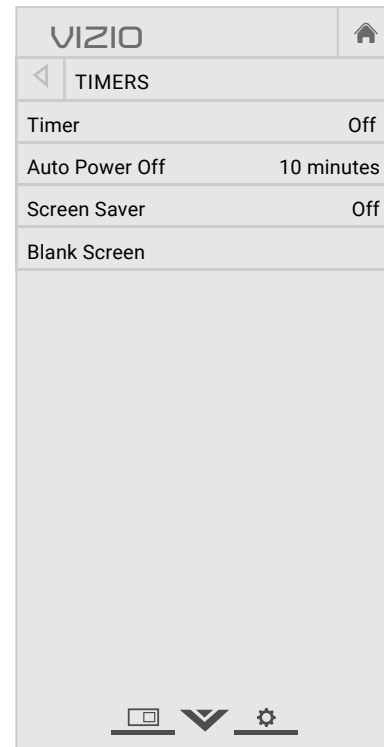 VIZIO
TIMERS
Timer Off
Auto Power Off 10 minutes
Screen Saver Off
Blank Screen